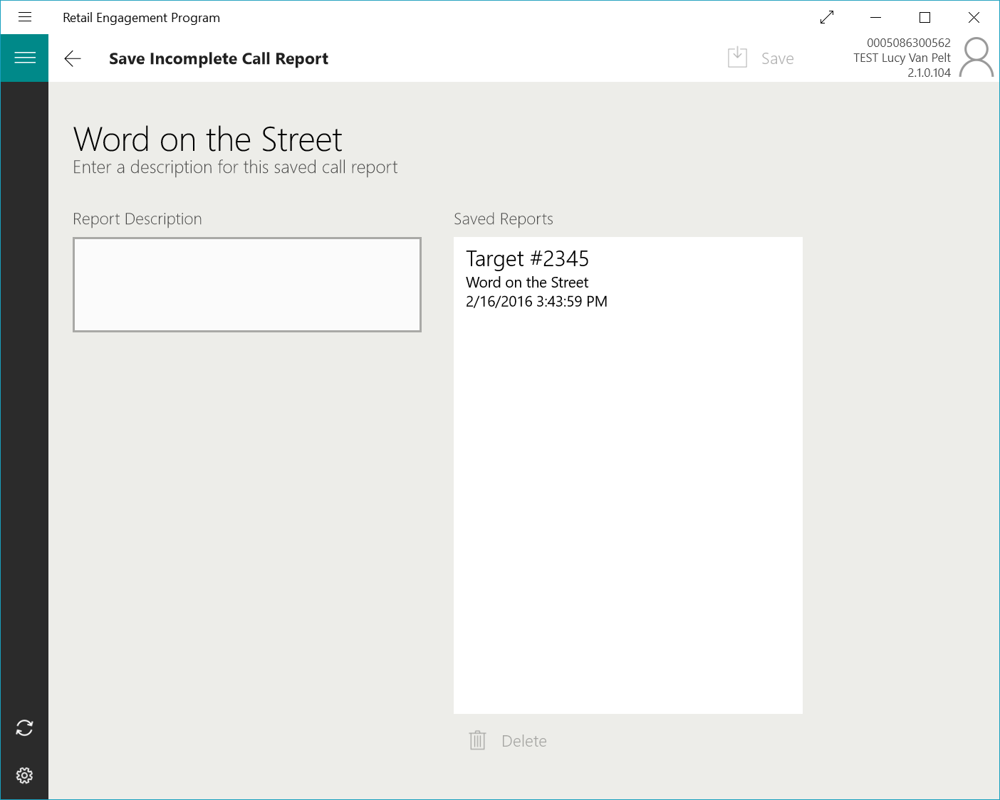 Retail Engagement Program
Save Incomplete Call Report
Save
0005086300562
TEST Lucy Van Pelt
2.1.0.104
Word on the Street
Enter a description for this saved call report
Report Description
Saved Reports
Target #2345
Word on the Street
2/16/2016 3:43:59 PM
Delete